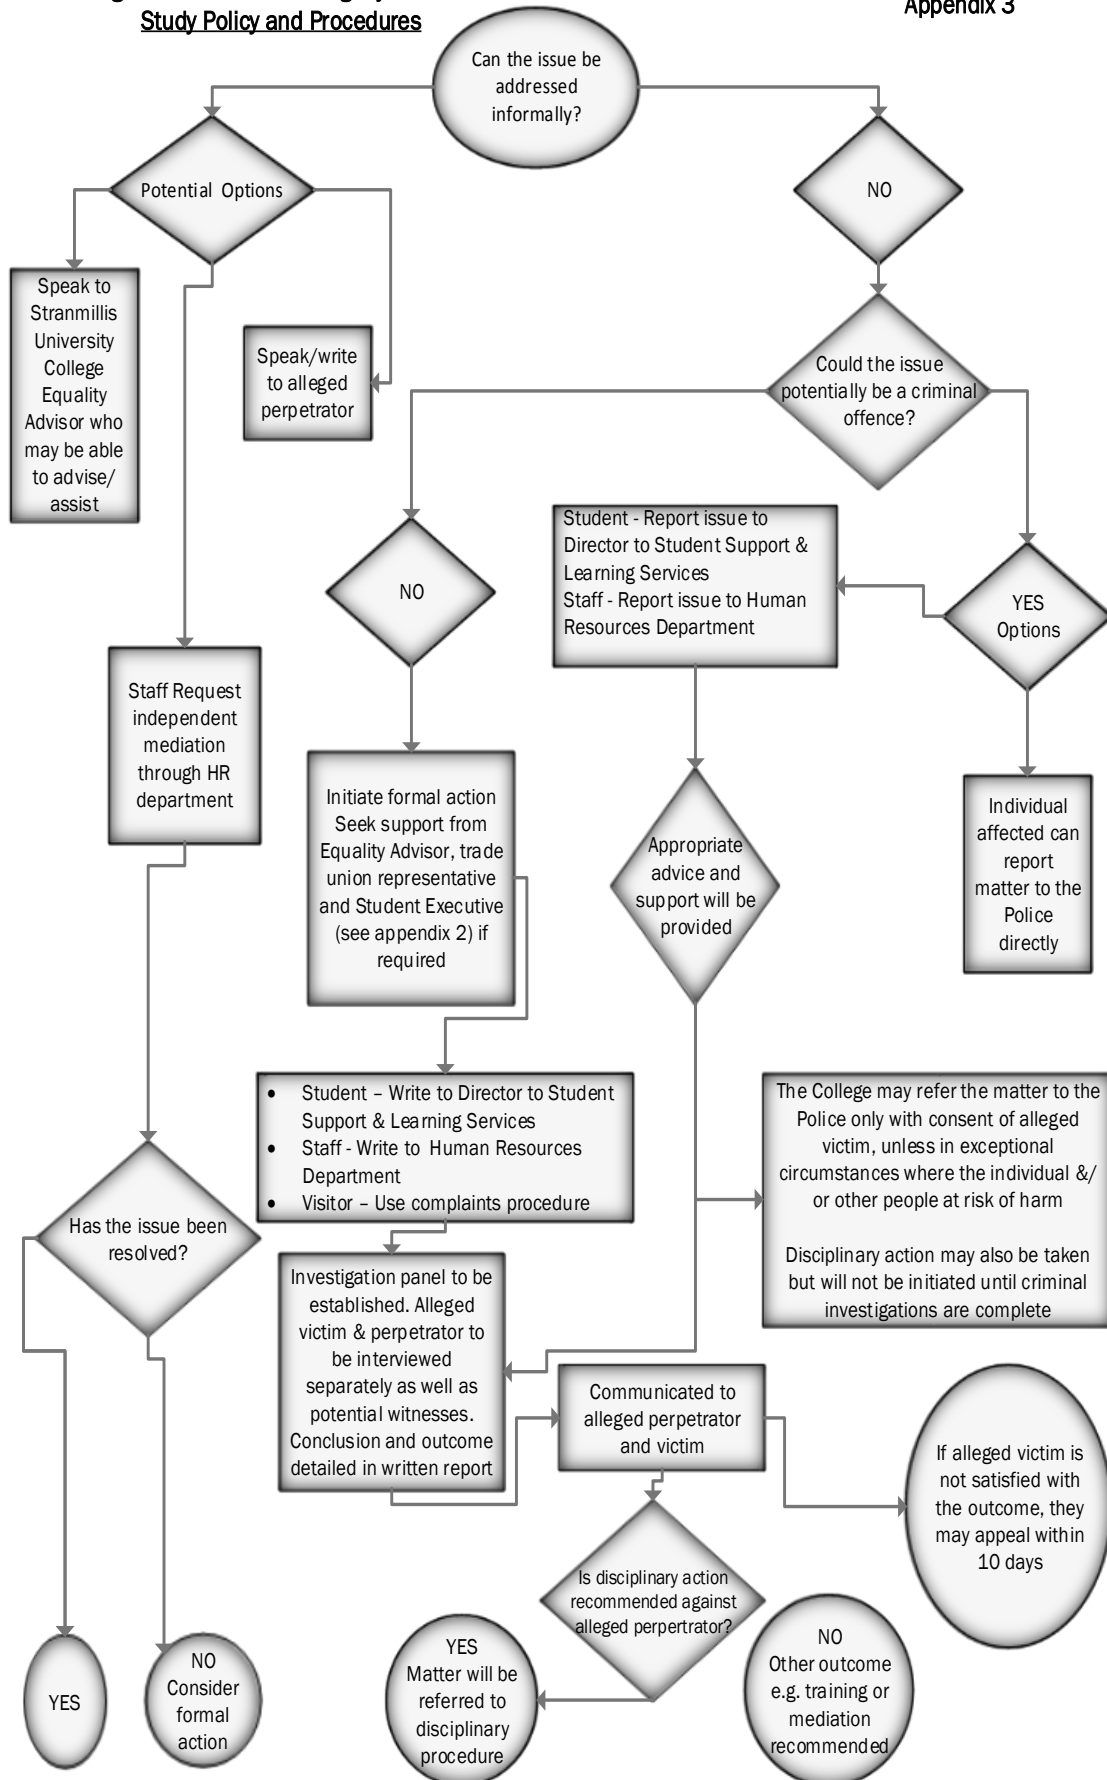 Study Policy and Procedures
Appendix 3
Can the issue be
addressed
informally?
Potential Options
NO
Speak to
Stranmillis
University
College
Equality
Advisor who
may be able
to advise/
assist
Speak/write
to alleged
perpetrator
Could the issue
potentially be a criminal
offence?
NO
Student - Report issue to
Director to Student Support &
Learning Services
Staff - Report issue to Human
Resources Department
YES
Options
Staff Request
independent
mediation
through HR
department
Initiate formal action
Seek support from
Equality Advisor, trade
union representative
and Student Executive
(see appendix 2) if
required
Appropriate
advice and
support will be
provided
Individual
affected can
report
matter to the
Police
directly
• Student – Write to Director to Student
Support & Learning Services
• Staff - Write to Human Resources
Department
• Visitor – Use complaints procedure
The College may refer the matter to the
Police only with consent of alleged
victim, unless in exceptional
circumstances where the individual &/
or other people at risk of harm
Disciplinary action may also be taken
but will not be initiated until criminal
investigations are complete
Has the issue been
resolved?
Investigation panel to be
established. Alleged
victim & perpetrator to
be interviewed
separately as well as
potential witnesses.
Conclusion and outcome
detailed in written report
Communicated to
alleged perpetrator
and victim
If alleged victim is
not satisfied with
the outcome, they
may appeal within
10 days
Is disciplinary action
recommended against
alleged perpertrator?
YES
NO
Consider
formal
action
YES
Matter will be
referred to
disciplinary
procedure
NO
Other outcome
e.g. training or
mediation
recommended